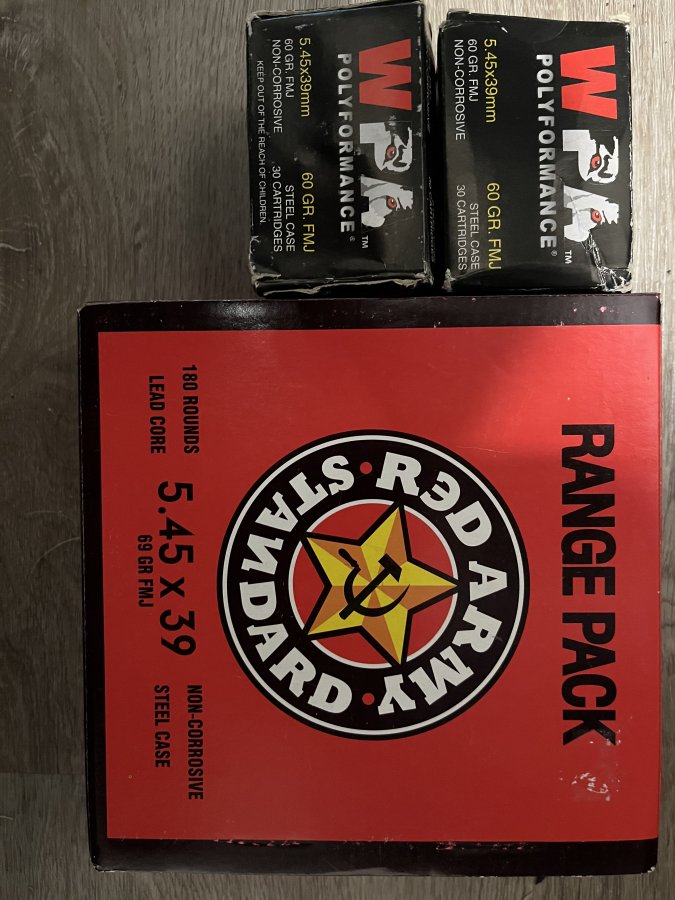 WPA™
POLYFORMANCE®
5.45x39mm 60 GR. FMJ
60 GR. FMJ STEEL CASE
NON-CORROSIVE 30 CARTRIDGES
KEEP OUT OF THE REACH OF CHILDREN.
WPA™
POLYFORMANCE®
5.45x39mm 60 GR. FMJ
60 GR. FMJ STEEL CASE
NON-CORROSIVE 30 CARTRIDGES
RANGE PACK
RED ARMY
STANDARD
180 ROUNDS
LEAD CORE
5.45 x 39
69 GR FMJ
NON-CORROSIVE
STEEL CASE